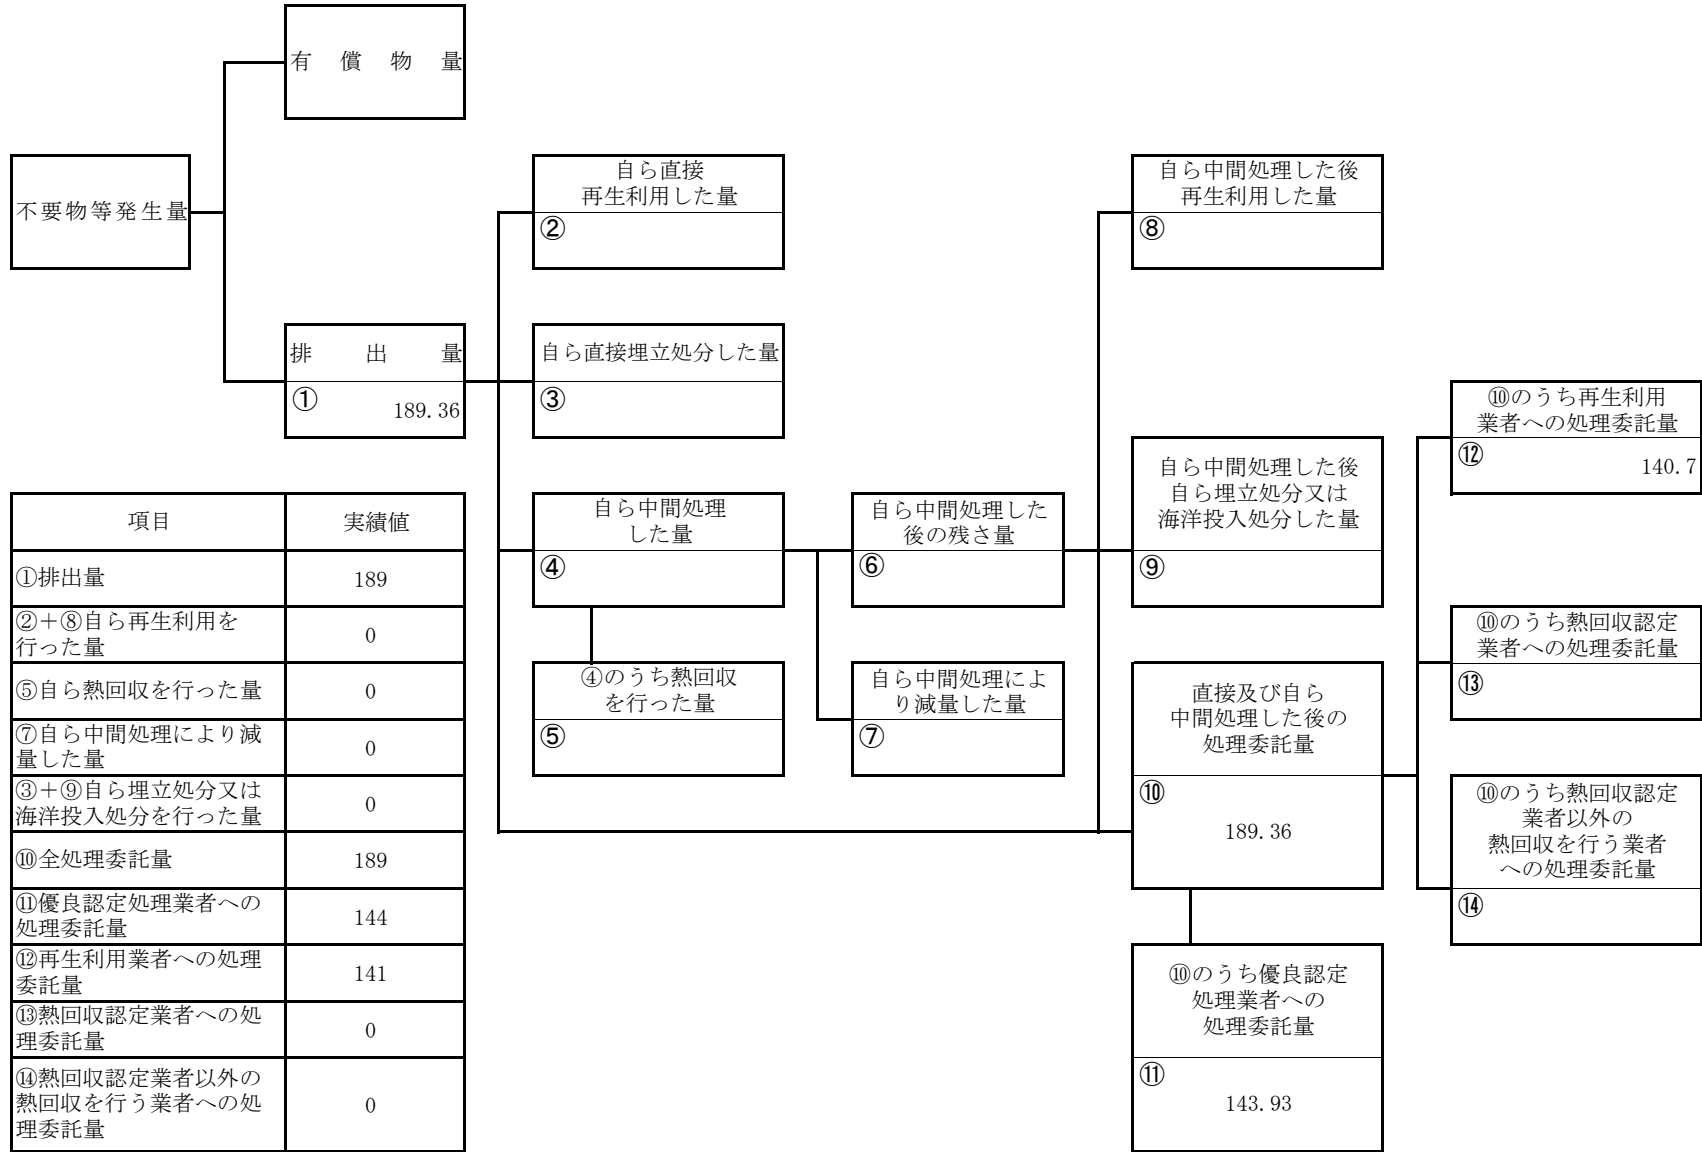 有償物量
不要物等発生量
自ら直接
再生利用した量
②
自ら中間処理した後
再生利用した量
⑧
排出量
①
189.36
自ら直接埋立処分した量
③
⑩のうち再生利用
業者への処理委託量
⑫
140.7
自ら中間処理
した量
④
自ら中間処理した
後の残さ量
⑥
自ら中間処理した後
自ら埋立処分又は
海洋投入処分した量
⑨
⑩のうち熱回収認定
業者への処理委託量
⑬
④のうち熱回収
を行った量
⑤
自ら中間処理によ
り減量した量
⑦
直接及び自ら
中間処理した後の
処理委託量
⑩
189.36
⑩のうち熱回収認定
業者以外の
熱回収を行う業者
への処理委託量
⑭
⑩のうち優良認定
処理業者への
処理委託量
⑪
143.93
項目 実績値
①排出量 189
②+⑧自ら再生利用を
行った量 0
⑤自ら熱回収を行った量 0
⑦自ら中間処理により減
量した量 0
③+⑨自ら埋立処分又は
海洋投入処分を行った量 0
⑩全処理委託量 189
⑪優良認定処理業者への
処理委託量 144
⑫再生利用業者への処理
委託量 141
⑬熱回収認定業者への処
理委託量 0
⑭熱回収認定業者以外の
熱回収を行う業者への処 0
理委託量